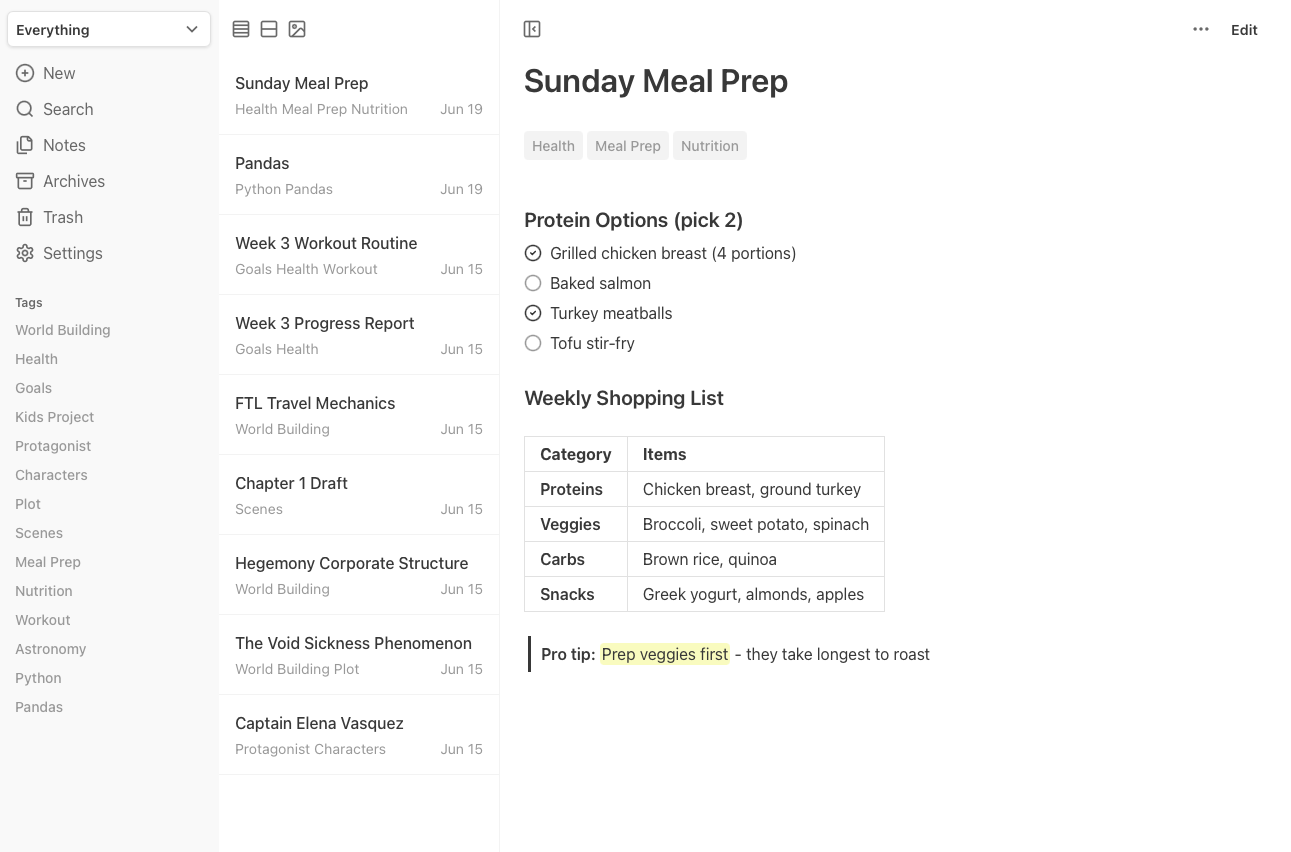 Everything
New
Search
Notes
Archives
Trash
Settings
Tags
World Building
Health
Goals
Kids Project
Protagonist
Characters
Plot
Scenes
Meal Prep
Nutrition
Workout
Astronomy
Python
Pandas
Sunday Meal Prep
Health Meal Prep Nutrition Jun 19
Pandas
Python Pandas Jun 19
Week 3 Workout Routine
Goals Health Workout Jun 15
Week 3 Progress Report
Goals Health Jun 15
FTL Travel Mechanics
World Building Jun 15
Chapter 1 Draft
Scenes Jun 15
Hegemony Corporate Structure
World Building Jun 15
The Void Sickness Phenomenon
World Building Plot Jun 15
Captain Elena Vasquez
Protagonist Characters Jun 15
Edit
Sunday Meal Prep
Health Meal Prep Nutrition
Protein Options (pick 2)
Grilled chicken breast (4 portions)
Baked salmon
Turkey meatballs
Tofu stir-fry
Weekly Shopping List
Category Items
Proteins Chicken breast, ground turkey
Veggies Broccoli, sweet potato, spinach
Carbs Brown rice, quinoa
Snacks Greek yogurt, almonds, apples
Pro tip: Prep veggies first - they take longest to roast